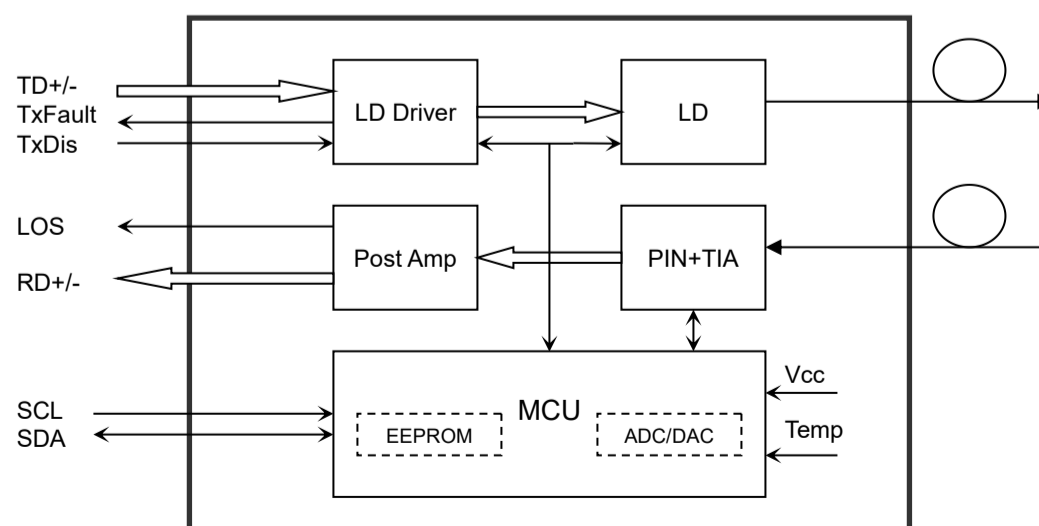 TD+/-
TxFault
TxDis
LD Driver
LD
LOS
RD+/-
Post Amp
PIN+TIA
SCL
SDA
MCU
EEPROM
ADC/DAC
Vcc
Temp